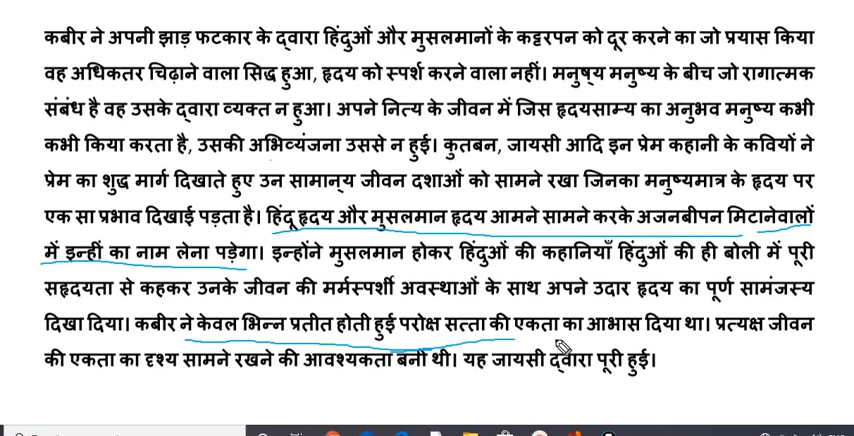 कबीर ने अपनी झाड़ फटकार के द्वारा हिंदुओं और मुसलमानों के कट्टरपन को दूर करने का जो प्रयास किया
वह अधिकतर चिढ़ाने वाला सिद्ध हुआ, हृदय को स्पर्श करने वाला नहीं। मनुष्य मनुष्य के बीच जो रागात्मक
संबंध है वह उसके द्वारा व्यक्त न हुआ। अपने नित्य के जीवन में जिस हृदयसाम्य का अनुभव मनुष्य कभी
कभी किया करता है, उसकी अभिव्यंजना उससे न हुई। कुतबन, जायसी आदि इन प्रेम कहानी के कवियों ने
प्रेम का शुद्ध मार्ग दिखाते हुए उन सामान्य जीवन दशाओं को सामने रखा जिनका मनुष्यमात्र के हृदय पर
एक सा प्रभाव दिखाई पड़ता है। हिंदू हृदय और मुसलमान हृदय आमने सामने करके अजनबीपन मिटानेवालों
में इन्हीं का नाम लेना पड़ेगा। इन्होंने मुसलमान होकर हिंदुओं की कहानियाँ हिंदुओं की ही बोली में पूरी
सहृदयता से कहकर उनके जीवन की मर्मस्पर्शी अवस्थाओं के साथ अपने उदार हृदय का पूर्ण सामंजस्य
दिखा दिया। कबीर ने केवल भिन्न प्रतीत होती हुई परोक्ष सत्ता की एकता का आभास दिया था। प्रत्यक्ष जीवन
की एकता का दृश्य सामने रखने की आवश्यकता बनी थी। यह जायसी द्वारा पूरी हुई।